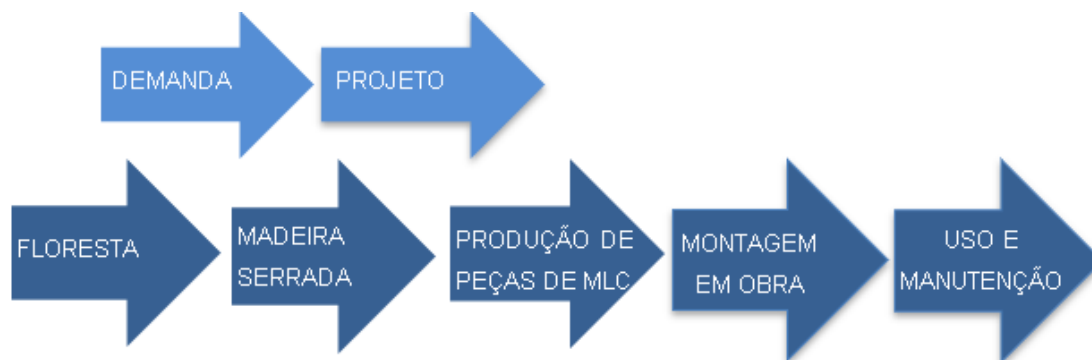 DEMANDA
PROJETO
FLORESTA
MADEIRA
SERRADA
PRODUÇÃO DE
PEÇAS DE MLC
MONTAGEM
EM OBRA
USO E
MANUTENÇÃO